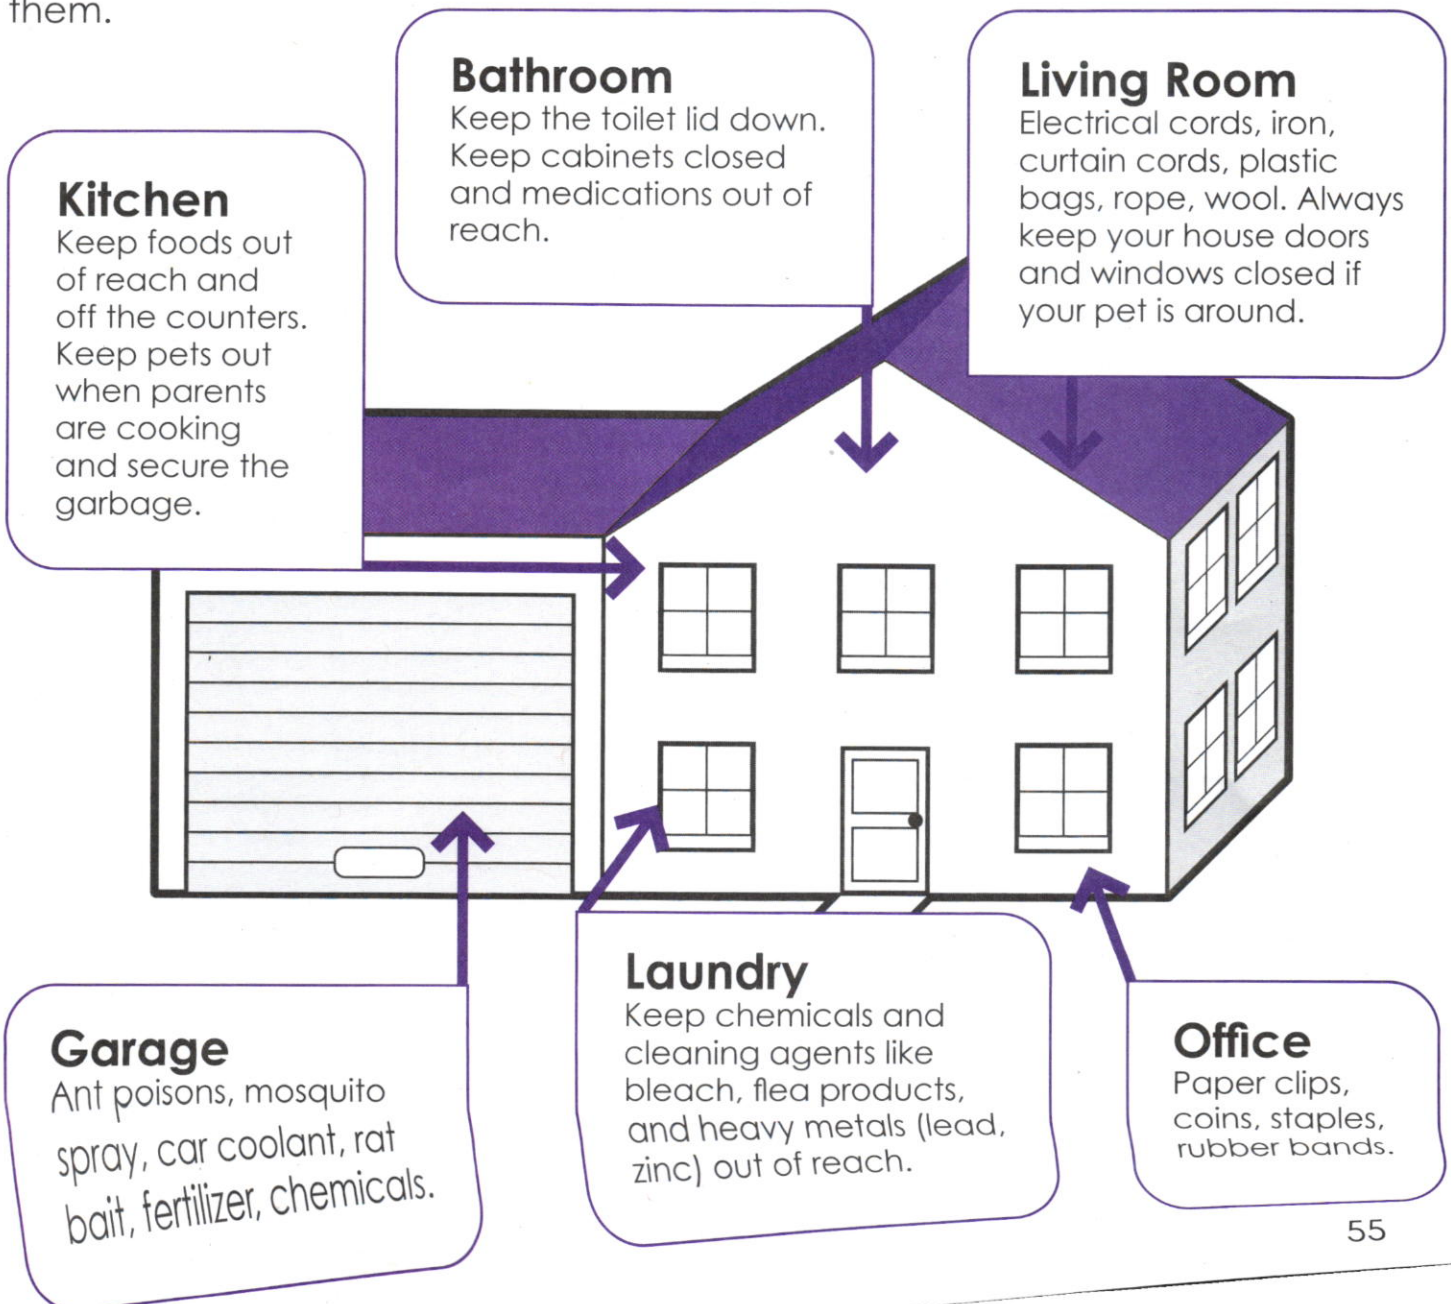 them.
Bathroom
Keep the toilet lid down.
Keep cabinets closed
and medications out of
reach.
Living Room
Electrical cords, iron,
curtain cords, plastic
bags, rope, wool. Always
keep your house doors
and windows closed if
your pet is around.
Kitchen
Keep foods out
of reach and
off the counters.
Keep pets out
when parents
are cooking
and secure the
garbage.
Garage
Ant poisons, mosquito
spray, car coolant, rat
bait, fertilizer, chemicals.
Laundry
Keep chemicals and
cleaning agents like
bleach, flea products,
and heavy metals (lead,
zinc) out of reach.
Office
Paper clips,
coins, staples,
rubber bands.
55